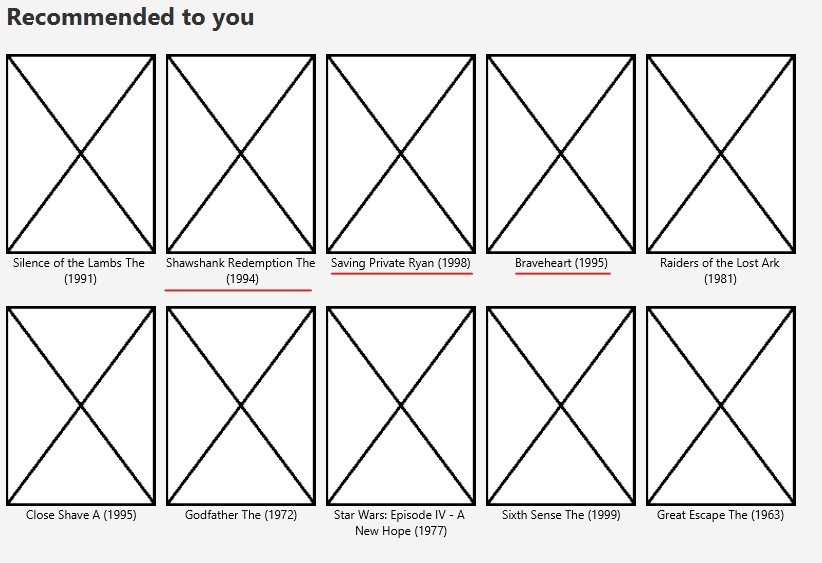 Recommended to you
Silence of the Lambs The
(1991)
Shawshank Redemption The
(1994)
Saving Private Ryan (1998)
Braveheart (1995)
Raiders of the Lost Ark
(1981)
Close Shave A (1995)
Godfather The (1972)
Star Wars: Episode IV - A
New Hope (1977)
Sixth Sense The (1999)
Great Escape The (1963)